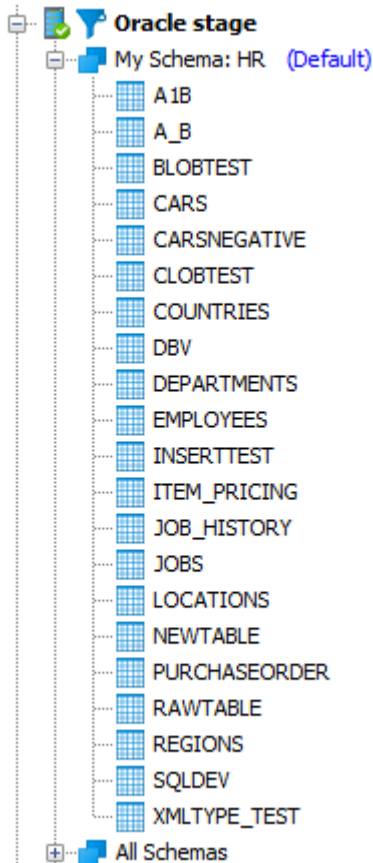 Oracle stage
My Schema: HR (Default)
A1B
A_B
BLOBTEST
CARS
CARSNEGATIVE
CLOBTEST
COUNTRIES
DBV
DEPARTMENTS
EMPLOYEES
INSERTTEST
ITEM_PRICING
JOB_HISTORY
JOBS
LOCATIONS
NEWTABLE
PURCHASEORDER
RAWTABLE
REGIONS
SQLDEV
XMLTYPE_TEST
All Schemas